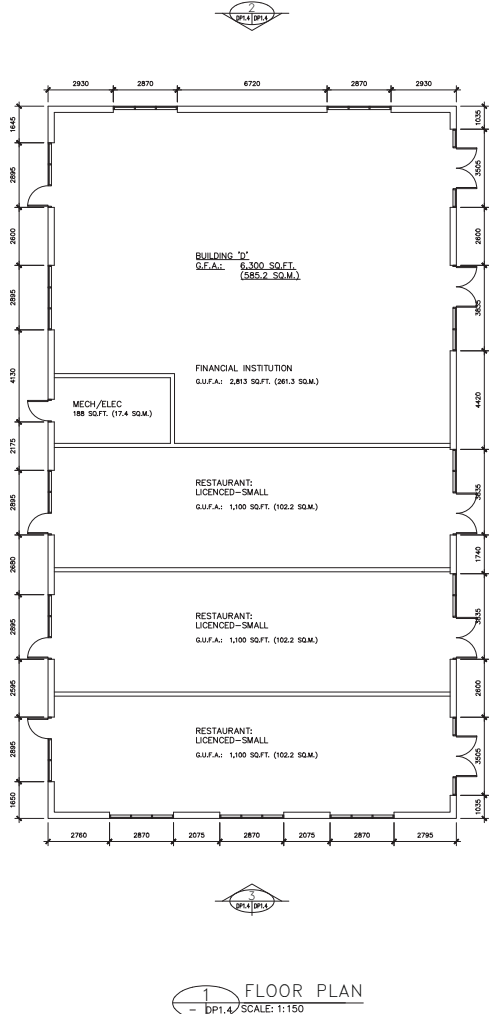 2
DP1.4 DP1.4
2930 2870 6720 2870 2930
1645
2895
2600
2895
4130
2175
2895
2680
2895
2595
2895
1650
1035
3505
2600
3635
4420
3635
1740
3635
2600
3505
1035
BUILDING "D"
G.F.A.: 6,300 SQ.FT.
(585.2 SQ.M.)
FINANCIAL INSTITUTION
G.U.F.A.: 2,813 SQ.FT. (261.3 SQ.M.)
MECH/ELEC
188 SQ.FT. (17.4 SQ.M.)
RESTAURANT:
LICENCED-SMALL
G.U.F.A.: 1,100 SQ.FT. (102.2 SQ.M.)
RESTAURANT:
LICENCED-SMALL
G.U.F.A.: 1,100 SQ.FT. (102.2 SQ.M.)
RESTAURANT:
LICENCED-SMALL
G.U.F.A.: 1,100 SQ.FT. (102.2 SQ.M.)
2760 2870 2075 2870 2075 2870 2795
3
DP1.4 DP1.4
1 FLOOR PLAN
- DP1.4 SCALE: 1:150